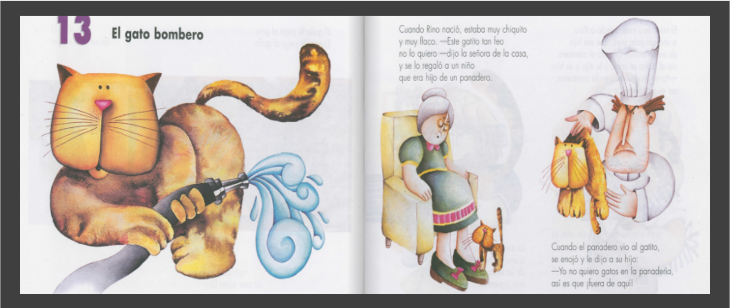 13
El gato bombero
Cuando Rino nació, estaba muy chiquito
y muy flaco. —Este gatito tan feo
no lo quiero —dijo la señora de la casa,
y se lo regaló a un niño
que era hijo de un panadero.
Cuando el panadero vio al gatito,
se enojó y le dijo a su hijo:
—Yo no quiero gatos en la panadería,
así es que ¡fuera de aquí!